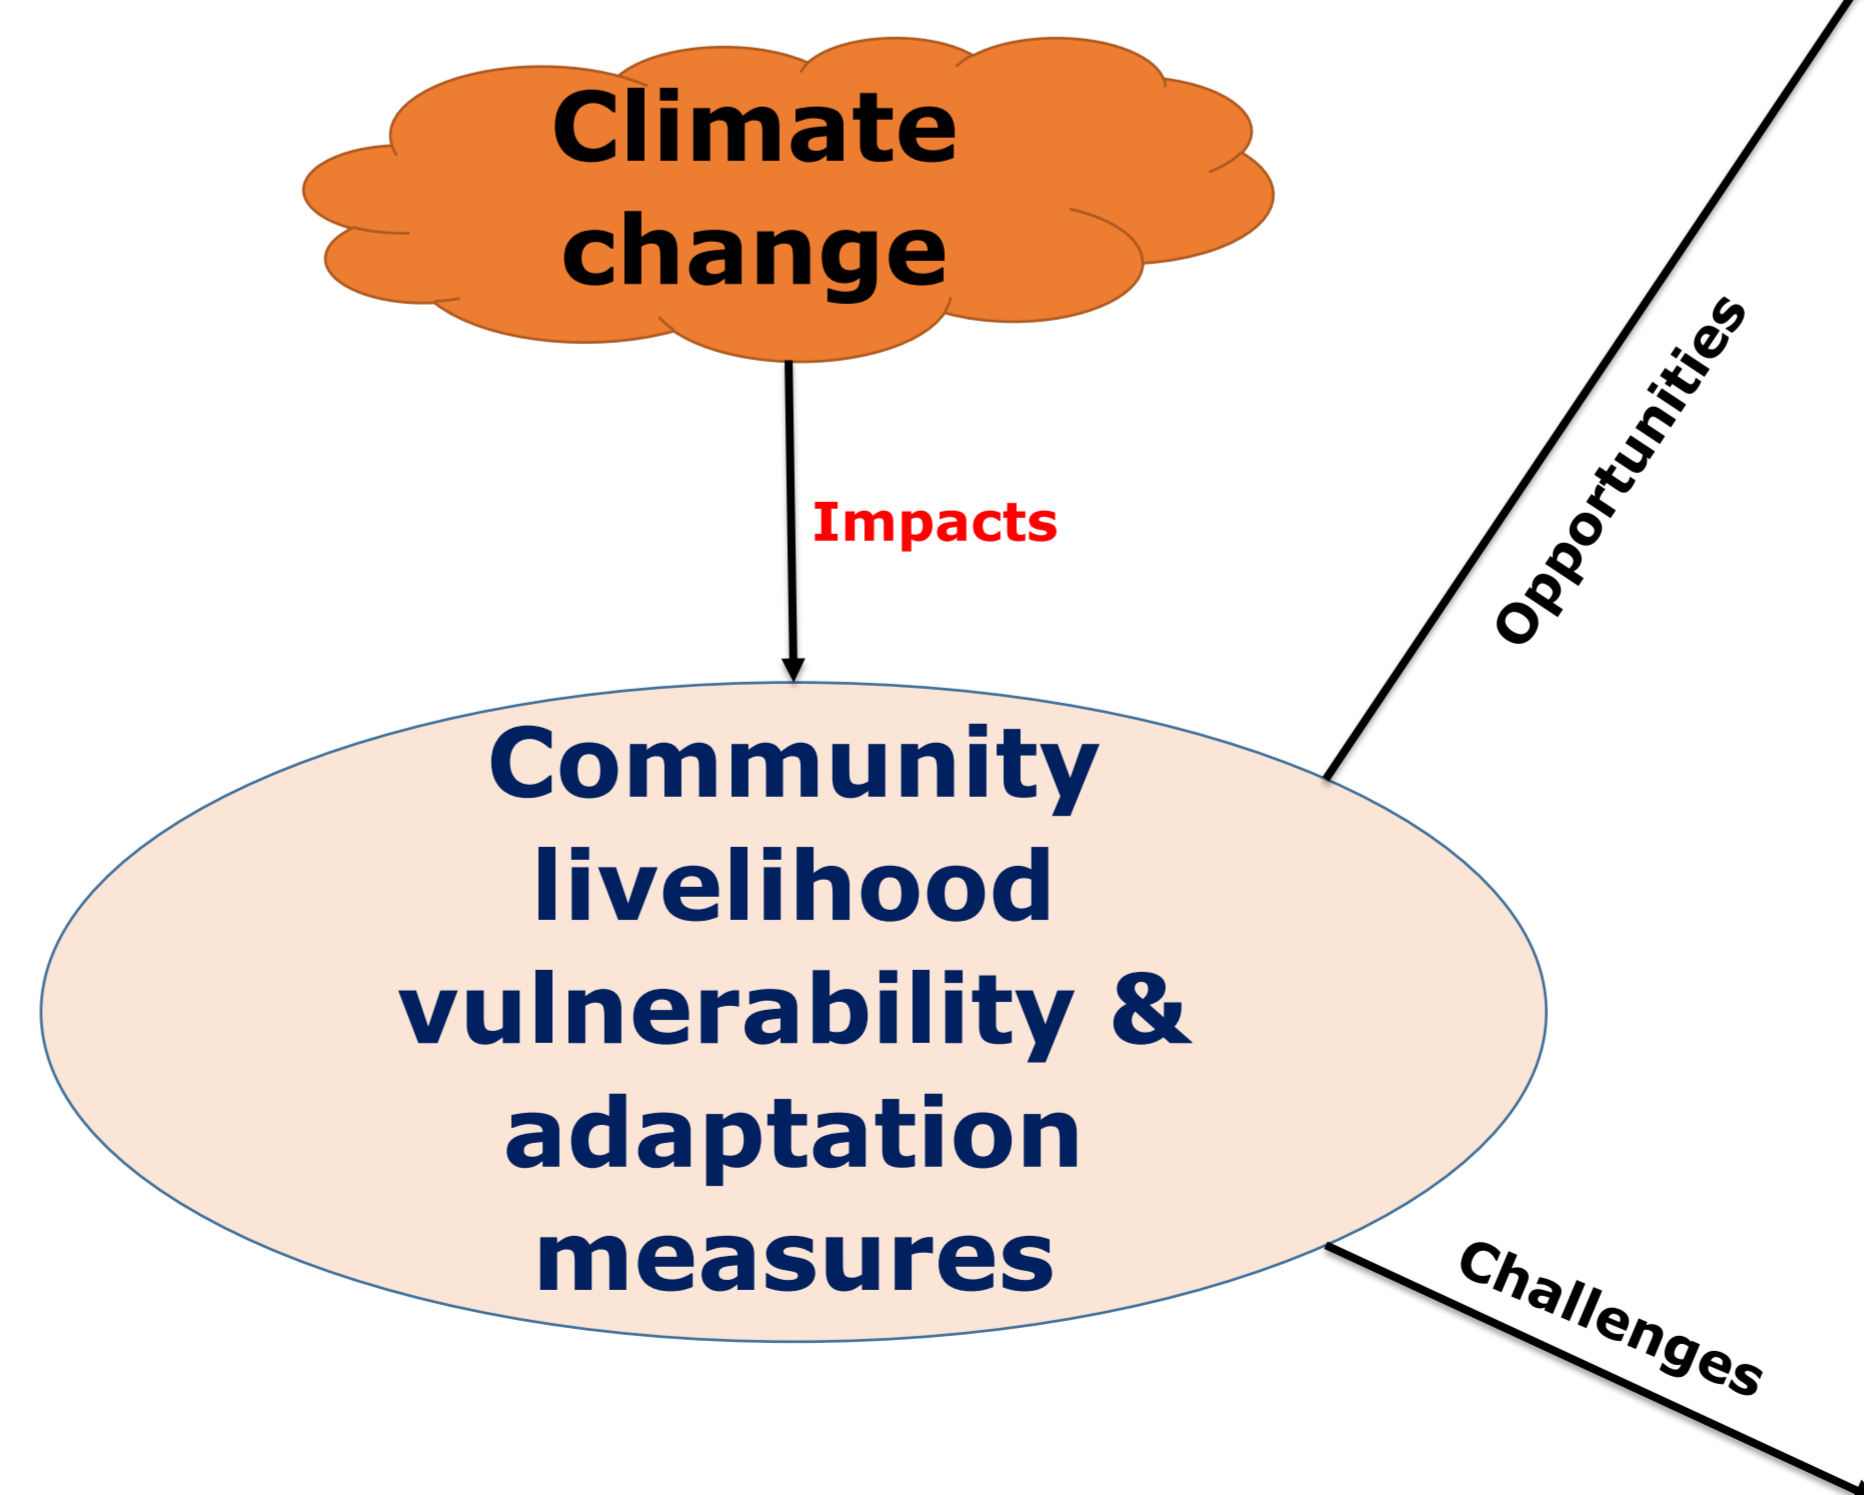 Climate
change
Impacts
Opportunities
Community
livelihood
vulnerability &
adaptation
measures
Challenges